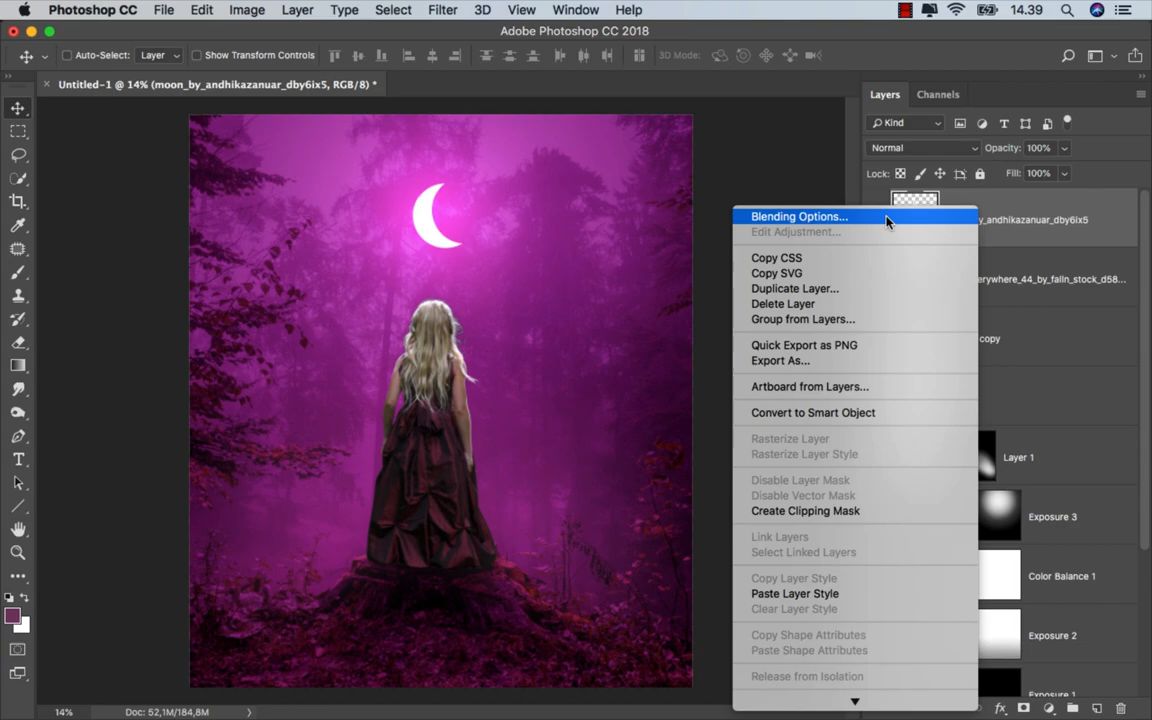 Photoshop CC File Edit Image Layer Type Select Filter 3D View Window Help 14.39
Adobe Photoshop CC 2018
Auto-Select: Layer Show Transform Controls 3D Mode:
× Untitled-1 @ 14% (moon_by_andhikazanuar_dby6ix5, RGB/8) *
Layers Channels
Kind
Normal Opacity: 100%
Lock: Fill: 100%
y_andhikazanuar_dby6ix5
erywhere_44_by_falln_stock_d58...
copy
Layer 1
Exposure 3
Color Balance 1
Exposure 2
Exposure 1
Blending Options...
Edit Adjustment...
Copy CSS
Copy SVG
Duplicate Layer...
Delete Layer
Group from Layers...
Quick Export as PNG
Export As...
Artboard from Layers...
Convert to Smart Object
Rasterize Layer
Rasterize Layer Style
Disable Layer Mask
Disable Vector Mask
Create Clipping Mask
Link Layers
Select Linked Layers
Copy Layer Style
Paste Layer Style
Clear Layer Style
Copy Shape Attributes
Paste Shape Attributes
Release from Isolation
14% Doc: 52,1M/184,8M